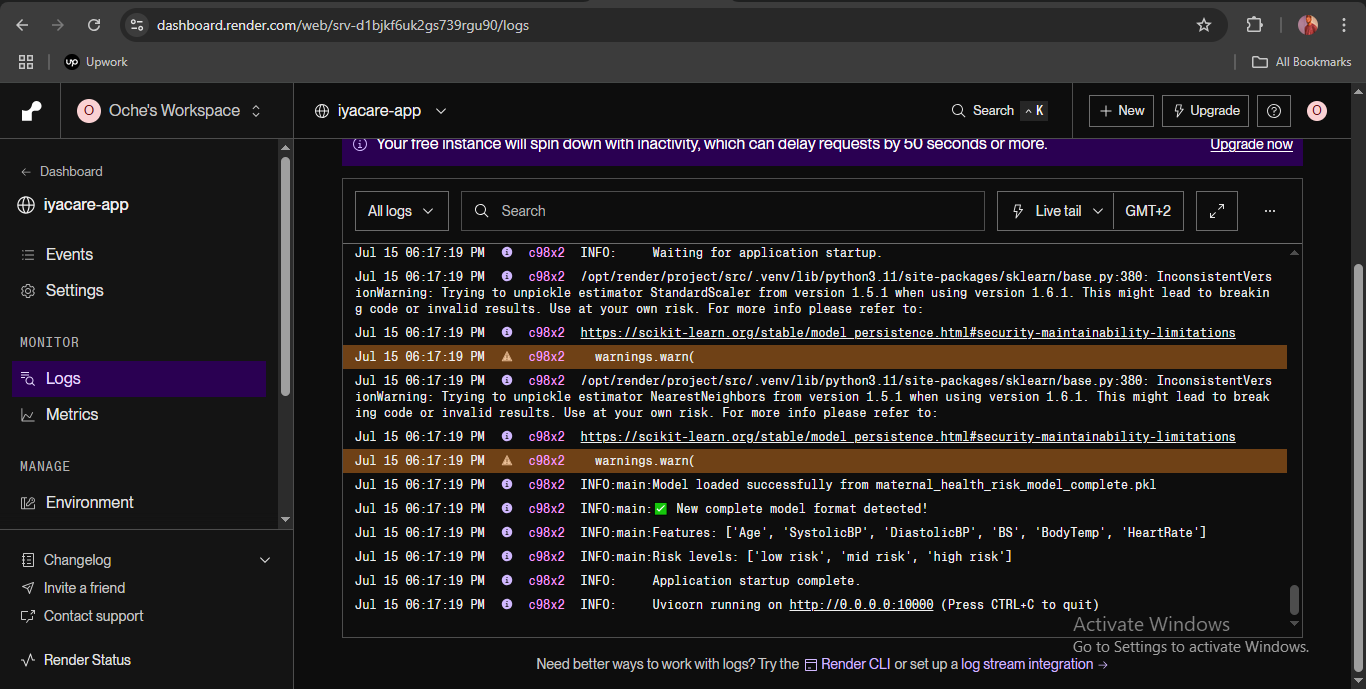 dashboard.render.com/web/srv-d1bjkf6uk2gs739rgu90/logs
up Upwork
All Bookmarks
O Oche's Workspace
iyacare-app
Search K
+ New
Upgrade
O
Your free instance will spin down with inactivity, which can delay requests by 50 seconds or more.
Upgrade now
← Dashboard
iyacare-app
Events
Settings
MONITOR
Logs
Metrics
MANAGE
Environment
Changelog
Invite a friend
Contact support
Render Status
All logs
Search
Live tail
GMT+2
...
Jul 15 06:17:19 PM c98x2 INFO: Waiting for application startup.
Jul 15 06:17:19 PM c98x2 /opt/render/project/src/.venv/lib/python3.11/site-packages/sklearn/base.py:380: InconsistentVers
ionWarning: Trying to unpickle estimator StandardScaler from version 1.5.1 when using version 1.6.1. This might lead to breakin
g code or invalid results. Use at your own risk. For more info please refer to:
Jul 15 06:17:19 PM c98x2 https://scikit-learn.org/stable/model_persistence.html#security-maintainability-limitations
Jul 15 06:17:19 PM c98x2 warnings.warn(
Jul 15 06:17:19 PM c98x2 /opt/render/project/src/.venv/lib/python3.11/site-packages/sklearn/base.py:380: InconsistentVers
ionWarning: Trying to unpickle estimator NearestNeighbors from version 1.5.1 when using version 1.6.1. This might lead to break
ing code or invalid results. Use at your own risk. For more info please refer to:
Jul 15 06:17:19 PM c98x2 https://scikit-learn.org/stable/model_persistence.html#security-maintainability-limitations
Jul 15 06:17:19 PM c98x2 warnings.warn(
Jul 15 06:17:19 PM c98x2 INFO:main:Model loaded successfully from maternal_health_risk_model_complete.pkl
Jul 15 06:17:19 PM c98x2 INFO:main:✅ New complete model format detected!
Jul 15 06:17:19 PM c98x2 INFO:main:Features: ['Age', 'SystolicBP', 'DiastolicBP', 'BS', 'BodyTemp', 'HeartRate']
Jul 15 06:17:19 PM c98x2 INFO:main:Risk levels: ['low risk', 'mid risk', 'high risk']
Jul 15 06:17:19 PM c98x2 INFO: Application startup complete.
Jul 15 06:17:19 PM c98x2 INFO: Uvicorn running on http://0.0.0.0:10000 (Press CTRL+C to quit)
Activate Windows
Go to Settings to activate Windows.
Need better ways to work with logs? Try the Render CLI or set up a log stream integration →